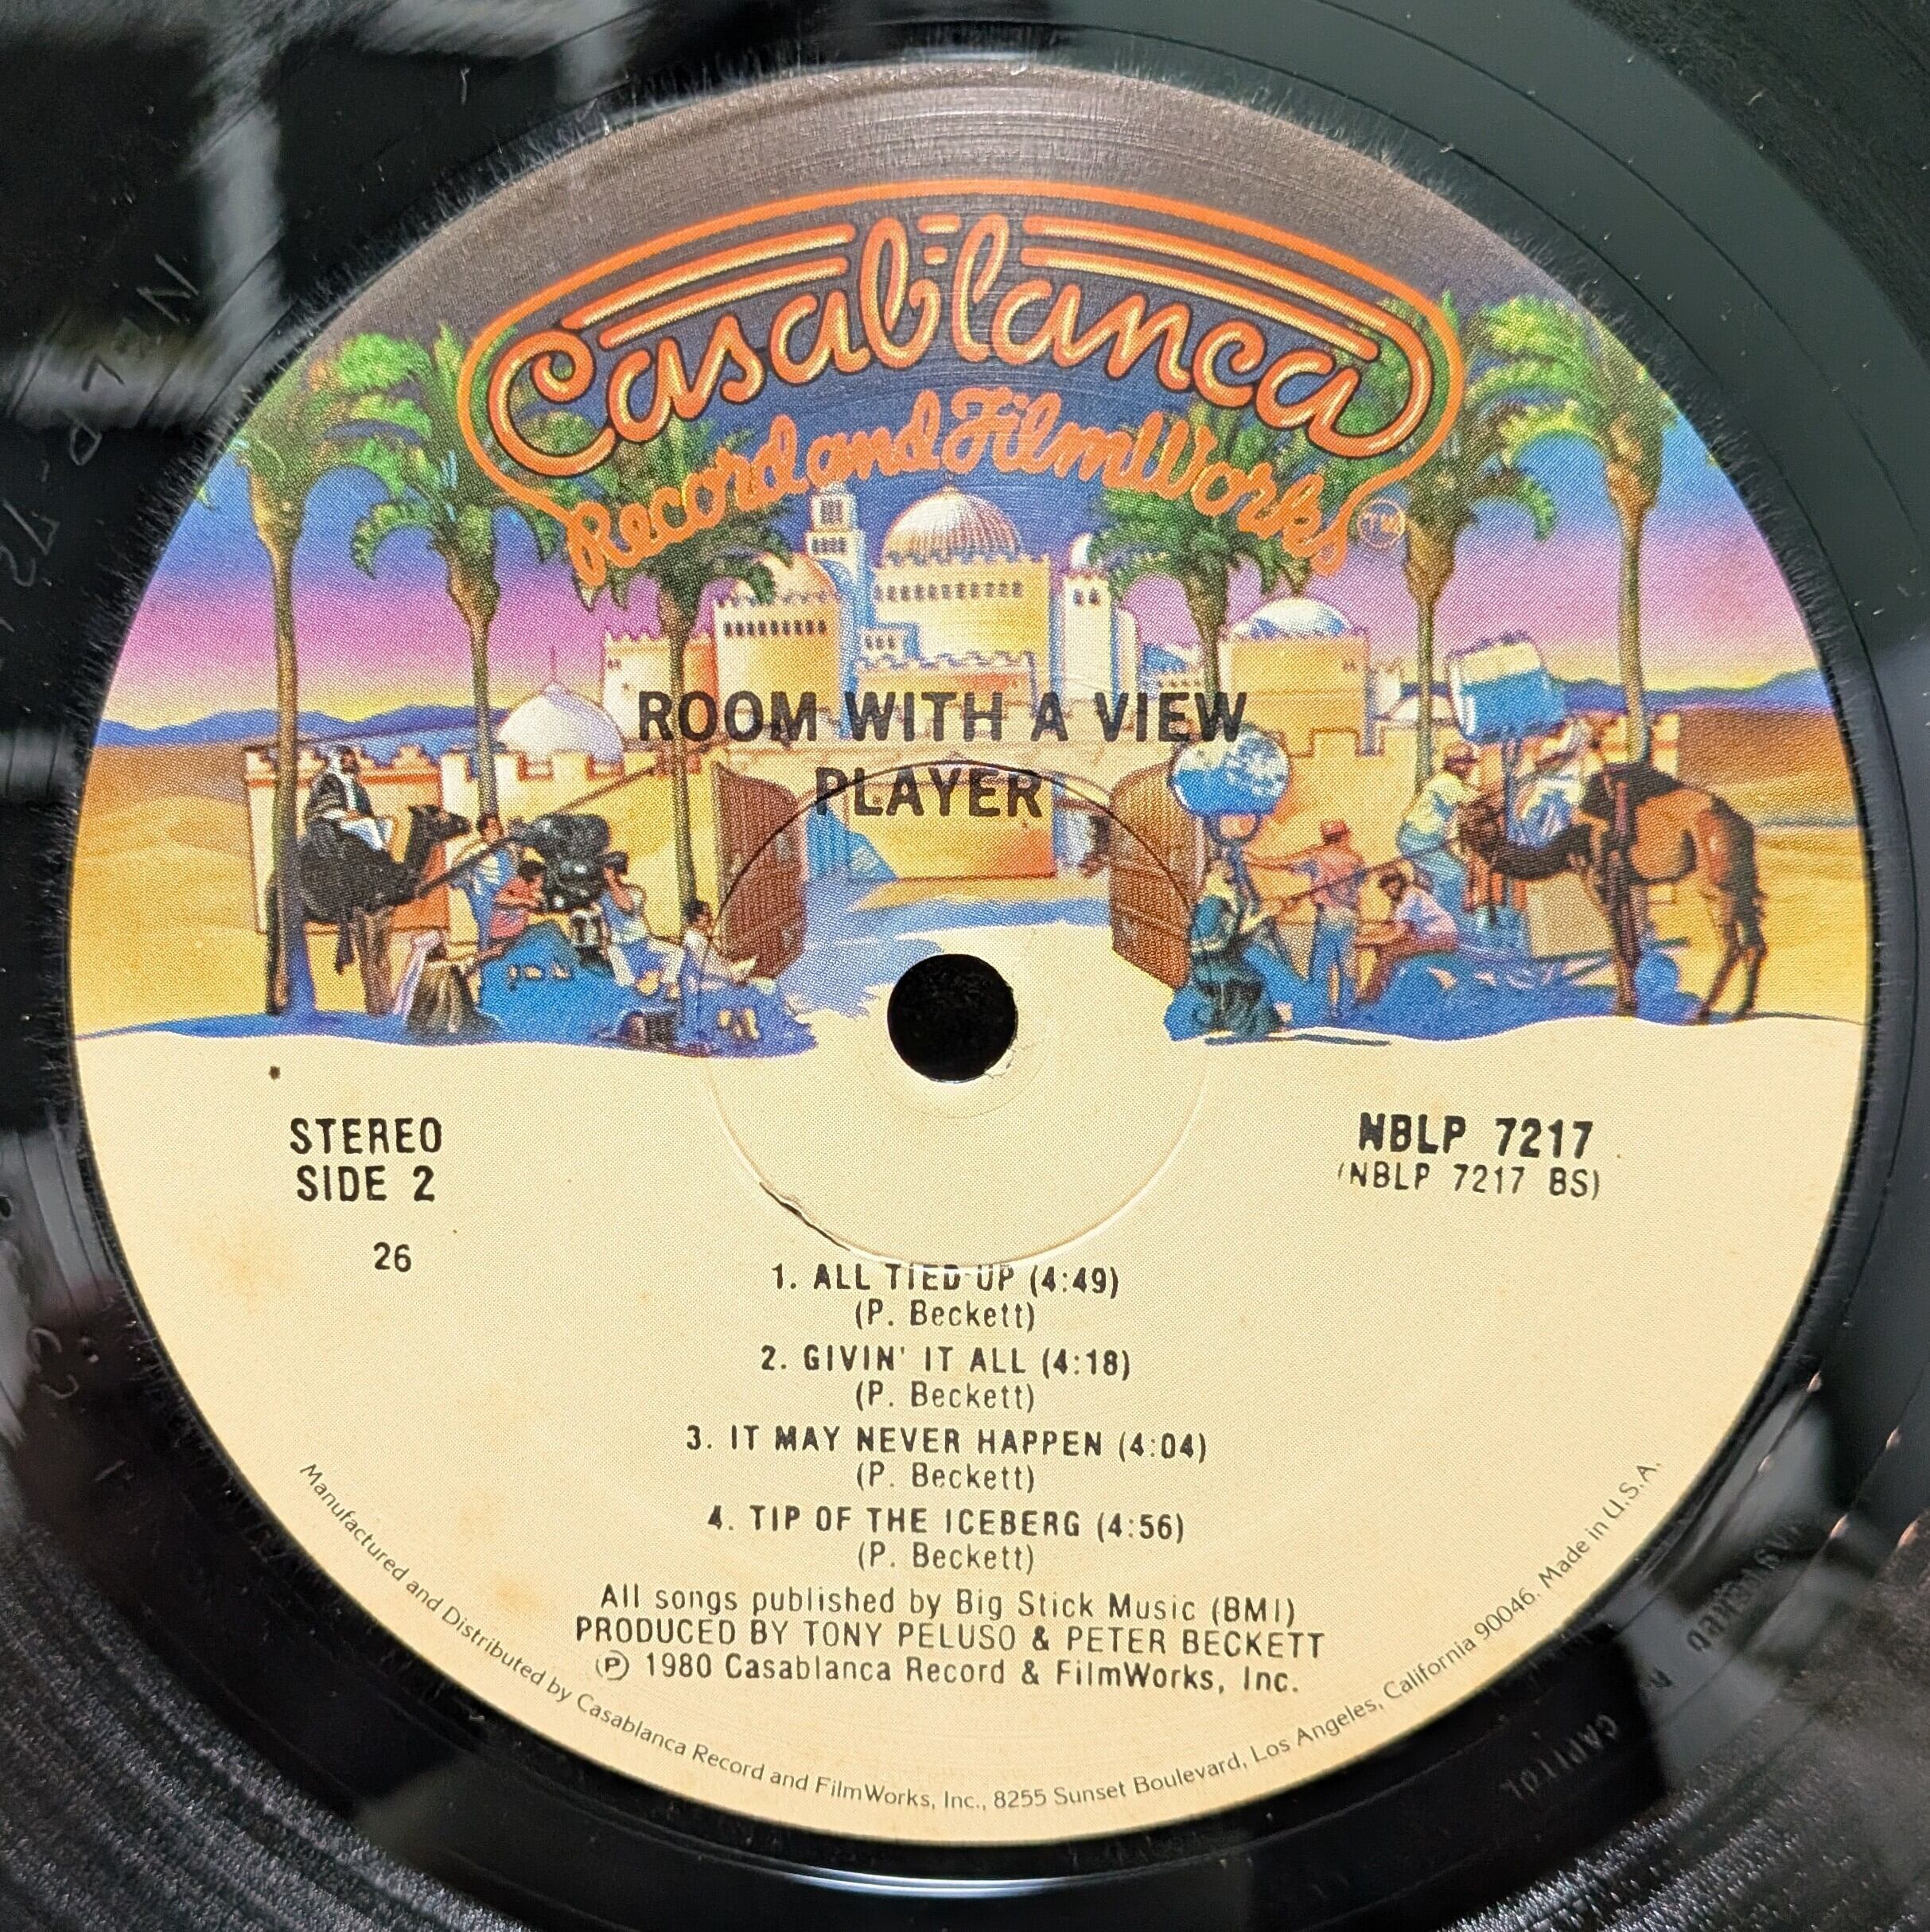 Casablanca
Record and FilmWorks
TM
ROOM WITH A VIEW
PLAYER
STEREO
SIDE 2
26
NBLP 7217
(NBLP 7217 BS)
1. ALL TIED UP (4:49)
(P. Beckett)
2. GIVIN' IT ALL (4:18)
(P. Beckett)
3. IT MAY NEVER HAPPEN (4:04)
(P. Beckett)
4. TIP OF THE ICEBERG (4:56)
(P. Beckett)
All songs published by Big Stick Music (BMI)
PRODUCED BY TONY PELUSO & PETER BECKETT
Ⓟ 1980 Casablanca Record & FilmWorks, Inc.
Manufactured and Distributed by Casablanca Record and FilmWorks, Inc., 8255 Sunset Boulevard, Los Angeles, California 90046. Made in U.S.A.
MASTERED
CAPITOL